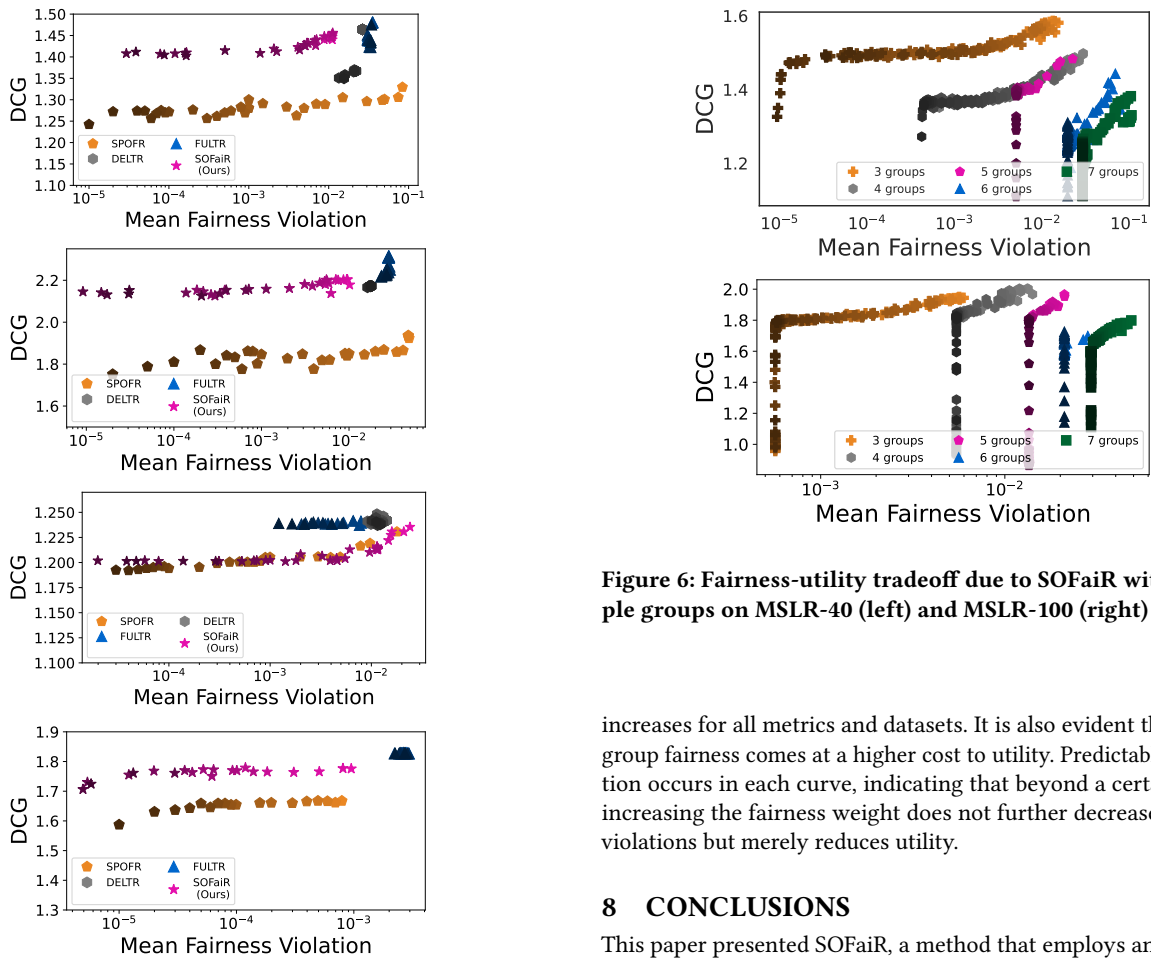 1.50
1.45
1.40
1.35
1.30
1.25
1.20
1.15
1.10
DCG
SPOFR
DELTR
FULTR
SOFaiR
(Ours)
10⁻⁵
10⁻⁴
10⁻³
10⁻²
10⁻¹
Mean Fairness Violation
2.2
2.0
1.8
1.6
DCG
SPOFR
DELTR
FULTR
SOFaiR
(Ours)
10⁻⁵
10⁻⁴
10⁻³
10⁻²
Mean Fairness Violation
1.250
1.225
1.200
1.175
1.150
1.125
1.100
DCG
SPOFR
FULTR
DELTR
SOFaiR
(Ours)
10⁻⁴
10⁻³
10⁻²
Mean Fairness Violation
1.9
1.8
1.7
1.6
1.5
1.4
1.3
DCG
SPOFR
DELTR
FULTR
SOFaiR
(Ours)
10⁻⁵
10⁻⁴
10⁻³
Mean Fairness Violation
1.6
1.4
1.2
DCG
3 groups
4 groups
5 groups
6 groups
7 groups
10⁻⁵
10⁻⁴
10⁻³
10⁻²
10⁻¹
Mean Fairness Violation
2.0
1.8
1.6
1.4
1.2
1.0
DCG
3 groups
4 groups
5 groups
6 groups
7 groups
10⁻³
10⁻²
Mean Fairness Violation
Figure 6: Fairness-utility tradeoff due to SOFaiR wit
ple groups on MSLR-40 (left) and MSLR-100 (right)
increases for all metrics and datasets. It is also evident th
group fairness comes at a higher cost to utility. Predictab
tion occurs in each curve, indicating that beyond a certa
increasing the fairness weight does not further decrease
violations but merely reduces utility.
8 CONCLUSIONS
This paper presented SOFaiR, a method that employs an